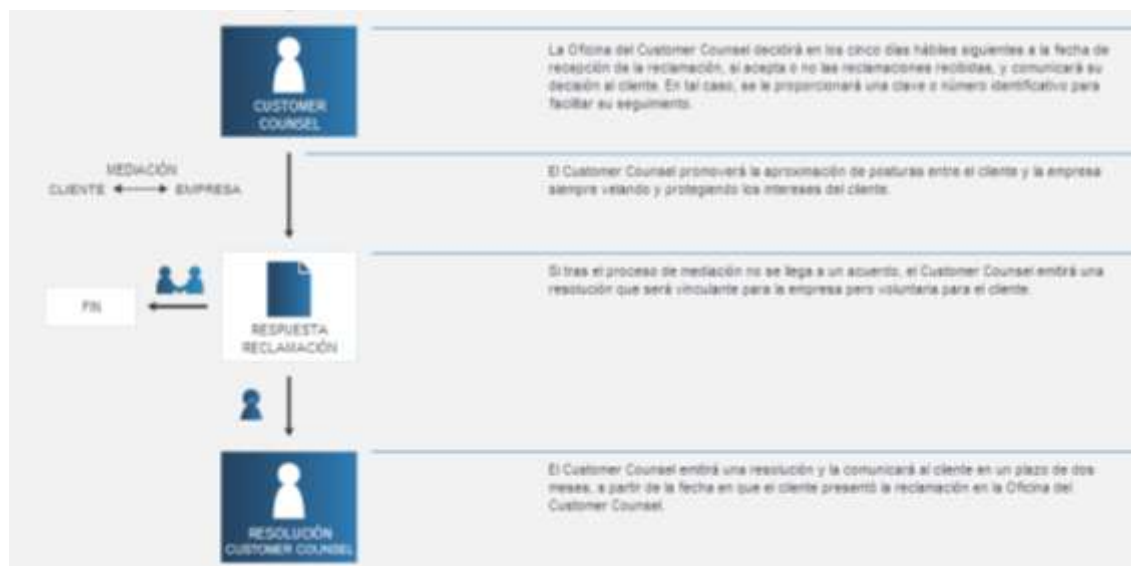 CUSTOMER
COUNSEL
La Oficina del Customer Counsel decidirá en los cinco días hábiles siguientes a la fecha de
recepción de la reclamación, si acepta o no las reclamaciones recibidas, y comunicará su
decisión al cliente. En tal caso, se le proporcionará una clave o número identificativo para
facilitar su seguimiento.
MEDIACIÓN
CLIENTE EMPRESA
El Customer Counsel promoverá la aproximación de posturas entre el cliente y la empresa
siempre velando y protegiendo los intereses del cliente.
FIN
RESPUESTA
RECLAMACIÓN
Si tras el proceso de mediación no se llega a un acuerdo, el Customer Counsel emitirá una
resolución que será vinculante para la empresa pero voluntaria para el cliente.
RESOLUCIÓN
CUSTOMER COUNSEL
El Customer Counsel emitirá una resolución y la comunicará al cliente en un plazo de dos
meses, a partir de la fecha en que el cliente presentó la reclamación en la Oficina del
Customer Counsel.